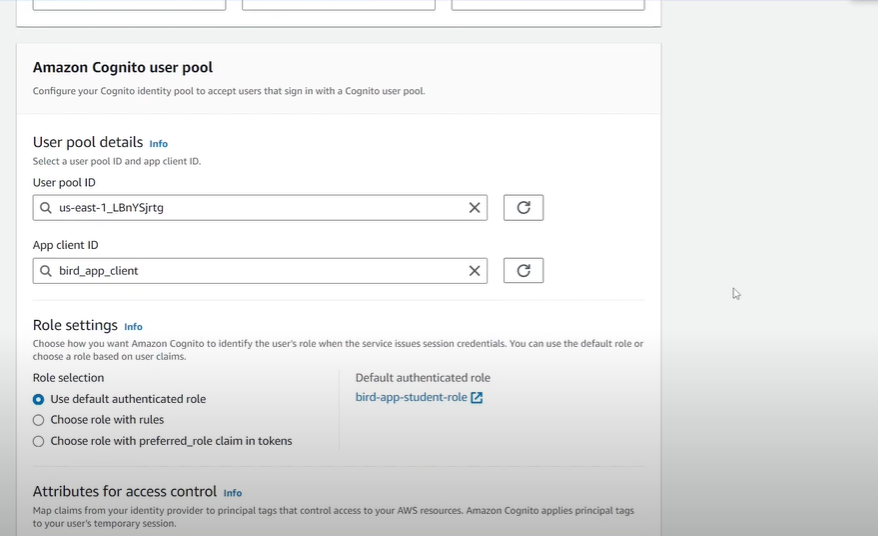 Amazon Cognito user pool
Configure your Cognito identity pool to accept users that sign in with a Cognito user pool.
User pool details Info
Select a user pool ID and app client ID.
User pool ID
us-east-1_LBnYSjrtg
App client ID
bird_app_client
Role settings Info
Choose how you want Amazon Cognito to identify the user's role when the service issues session credentials. You can use the default role or
choose a role based on user claims.
Role selection
Use default authenticated role
Choose role with rules
Choose role with preferred_role claim in tokens
Default authenticated role
bird-app-student-role
Attributes for access control Info
Map claims from your identity provider to principal tags that control access to your AWS resources. Amazon Cognito applies principal tags
to your user's temporary session.